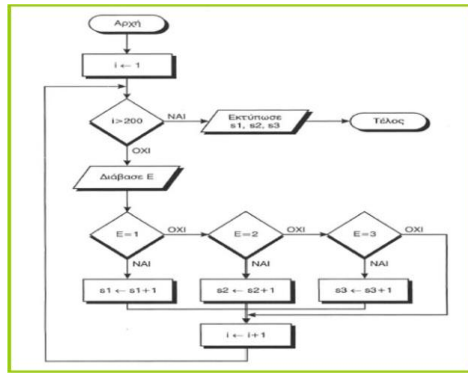 Αρχή
i ← 1
i>200
ΝΑΙ
Εκτύπωσε
s1, s2, s3
Τέλος
ΟΧΙ
Διάβασε Ε
Ε=1
ΟΧΙ
Ε=2
ΟΧΙ
Ε=3
ΟΧΙ
ΝΑΙ
ΝΑΙ
ΝΑΙ
s1 ← s1+1
s2 ← s2+1
s3 ← s3+1
i ← i+1